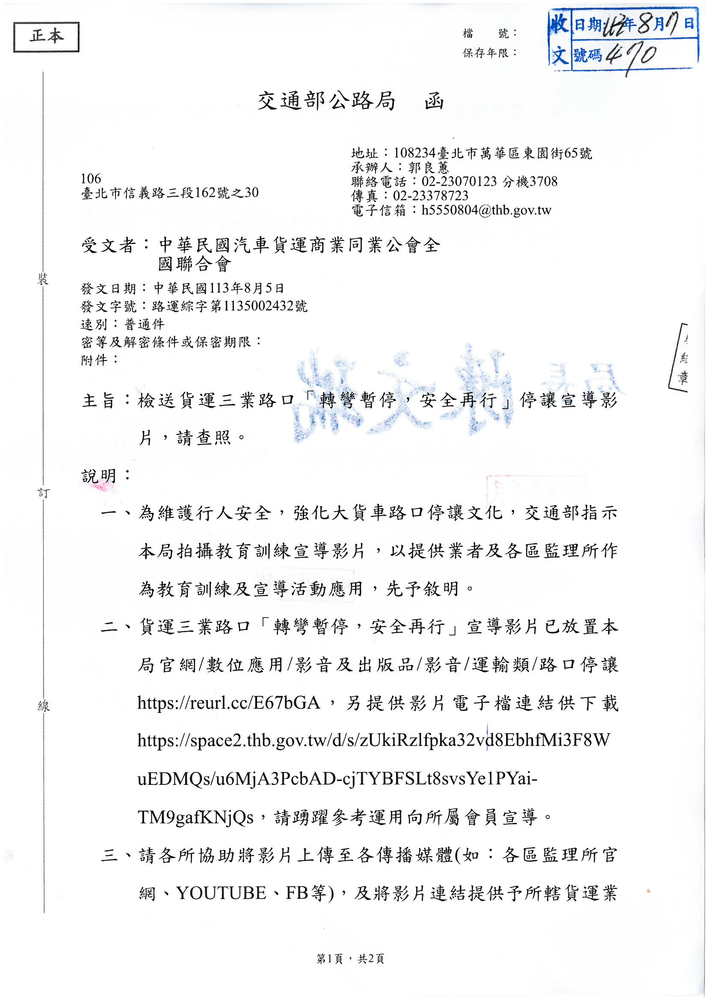 正本
檔　　號：
保存年限：
收文
日期:113年8月7日
號碼470
交通部公路局　函
地址：108234臺北市萬華區東園街65號
承辦人：郭良蕙
聯絡電話：02-23070123 分機3708
傳真：02-23378723
電子信箱：h5550804@thb.gov.tw
106
臺北市信義路三段162號之30
受文者：中華民國汽車貨運商業同業公會全
國聯合會
發文日期：中華民國113年8月5日
發文字號：路運綜字第1135002432號
速別：普通件
密等及解密條件或保密期限：
附件：
主旨：檢送貨運三業路口「轉彎暫停，安全再行」停讓宣導影
片，請查照。
說明：
一、為維護行人安全，強化大貨車路口停讓文化，交通部指示
本局拍攝教育訓練宣導影片，以提供業者及各區監理所作
為教育訓練及宣導活動應用，先予敘明。
二、貨運三業路口「轉彎暫停，安全再行」宣導影片已放置本
局官網/數位應用/影音及出版品/影音/運輸類/路口停讓
https://reurl.cc/E67bGA，另提供影片電子檔連結供下載
https://space2.thb.gov.tw/d/s/zUkiRzlfpka32vd8EbhfMi3F8W
uEDMQs/u6MjA3PcbAD-cjTYBFSLt8svsYe1PYai-
TM9gafKNjQs，請踴躍參考運用向所屬會員宣導。
三、請各所協助將影片上傳至各傳播媒體(如：各區監理所官
網、YOUTUBE、FB等)，及將影片連結提供予所轄貨運業
裝
訂
線
第1頁，共2頁